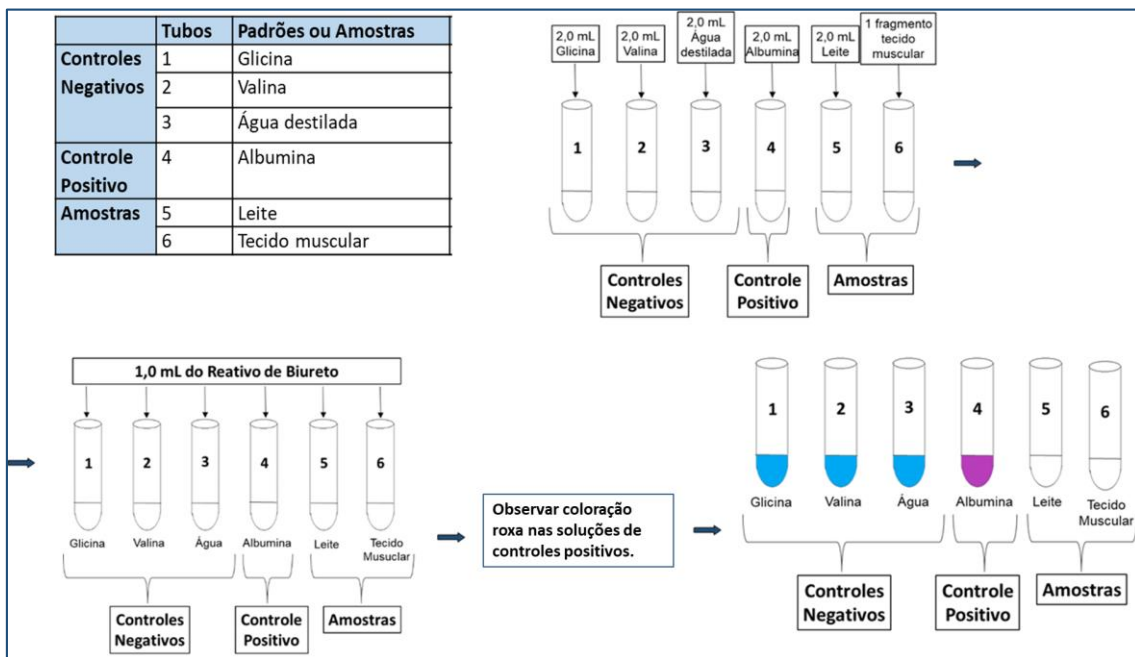 Tubos Padrões ou Amostras
Controles Negativos 1 Glicina
2 Valina
3 Água destilada
Controle Positivo 4 Albumina
Amostras 5 Leite
6 Tecido muscular
2,0 mL Glicina
2,0 mL Valina
2,0 mL Água destilada
2,0 mL Albumina
2,0 mL Leite
1 fragmento tecido muscular
1 2 3 4 5 6
Controles Negativos
Controle Positivo
Amostras
1,0 mL do Reativo de Biureto
1 2 3 4 5 6
Glicina Valina Água Albumina Leite Tecido Musuclar
Controles Negativos
Controle Positivo
Amostras
Observar coloração
roxa nas soluções de
controles positivos.
1 2 3 4 5 6
Glicina Valina Água Albumina Leite Tecido Muscular
Controles Negativos
Controle Positivo
Amostras